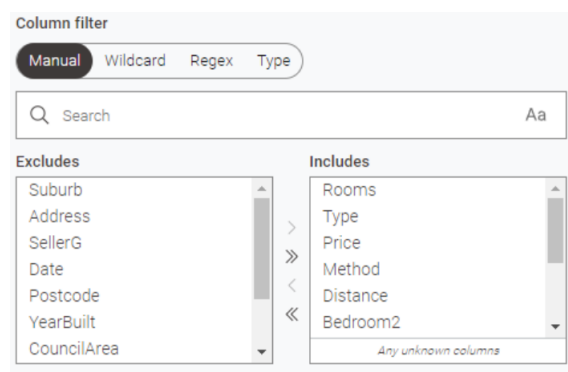 Column filter
Manual Wildcard Regex Type
Search Aa
Excludes
Suburb
Address
SellerG
Date
Postcode
YearBuilt
CouncilArea
Includes
Rooms
Type
Price
Method
Distance
Bedroom2
Any unknown columns